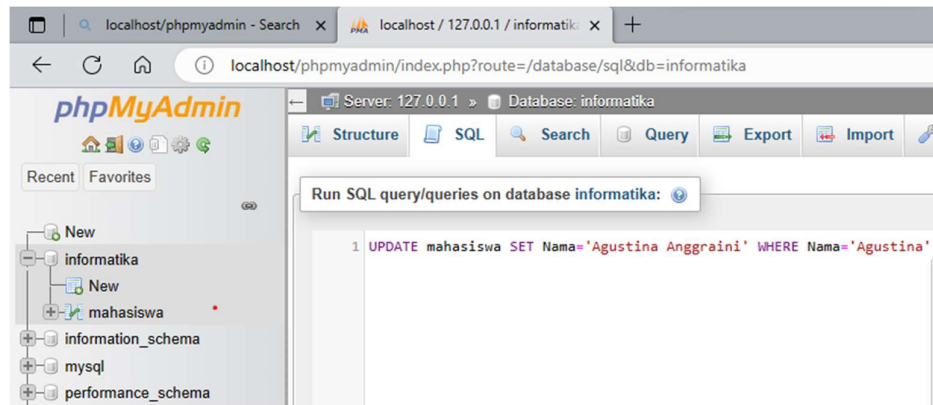 localhost/phpmyadmin - Search
localhost / 127.0.0.1 / informatika
localhost/phpmyadmin/index.php?route=/database/sql&db=informatika
phpMyAdmin
Recent Favorites
New
informatika
New
mahasiswa
information_schema
mysql
performance_schema
Server: 127.0.0.1 » Database: informatika
Structure SQL Search Query Export Import
Run SQL query/queries on database informatika:
1 UPDATE mahasiswa SET Nama='Agustina Anggraini' WHERE Nama='Agustina'